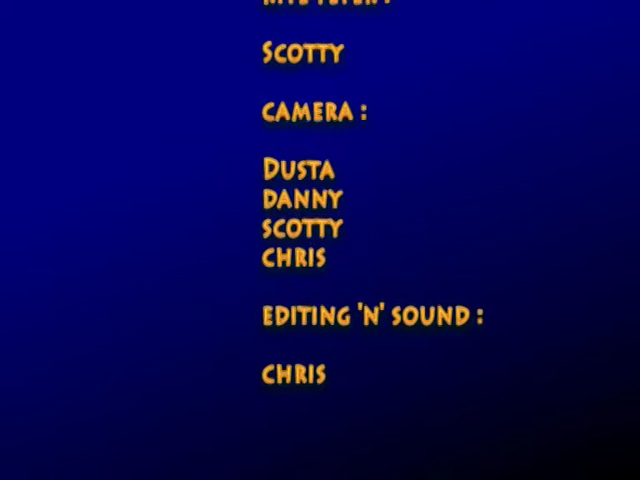 SCOTTY
CAMERA :
DUSTA
DANNY
SCOTTY
CHRIS
EDITING 'N' SOUND :
CHRIS